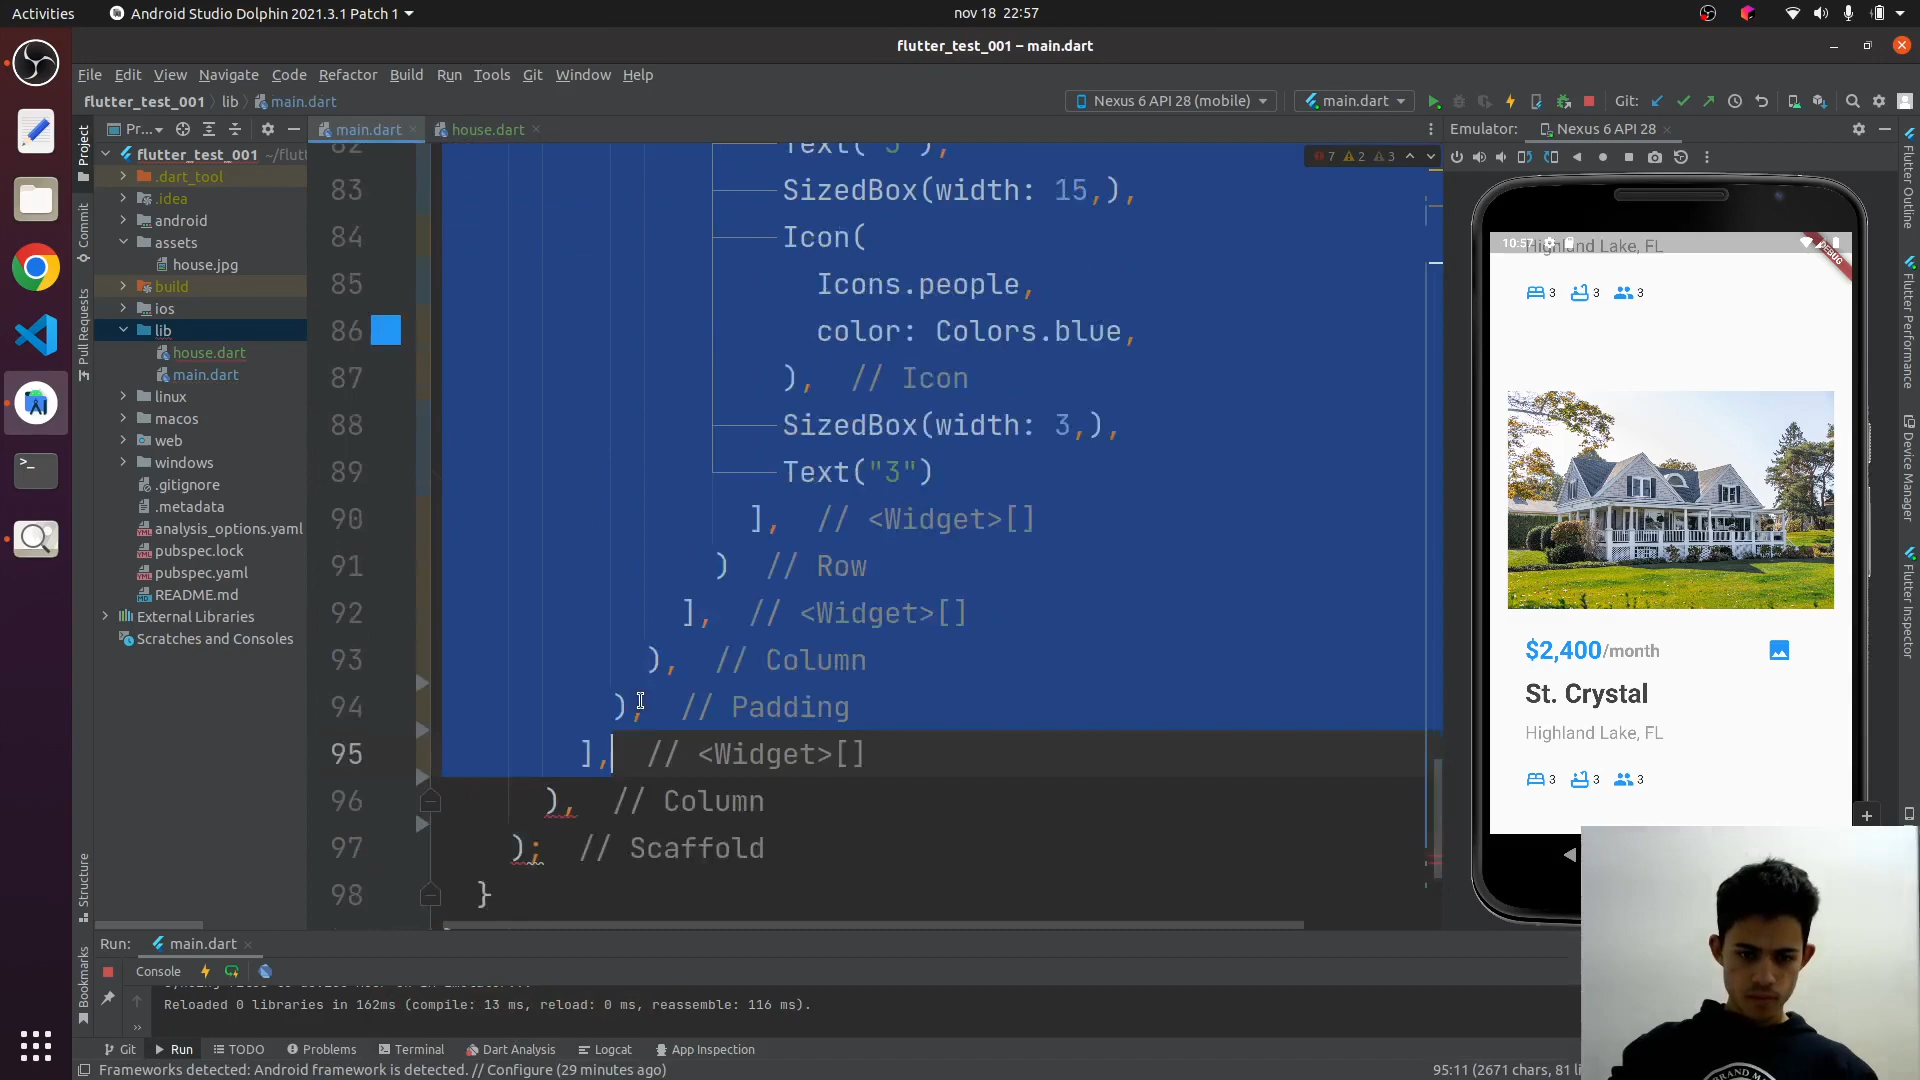 Activities
Android Studio Dolphin 2021.3.1 Patch 1
nov 18 22:57
flutter_test_001 – main.dart
File Edit View Navigate Code Refactor Build Run Tools Git Window Help
flutter_test_001 lib main.dart
Nexus 6 API 28 (mobile)
main.dart
Git:
Project
Pr...
main.dart
house.dart
Emulator:
Nexus 6 API 28
flutter_test_001 ~/flut
.dart_tool
.idea
android
assets
house.jpg
build
ios
lib
house.dart
main.dart
linux
macos
web
windows
.gitignore
.metadata
analysis_options.yaml
pubspec.lock
pubspec.yaml
README.md
External Libraries
Scratches and Consoles
Commit
Pull Requests
Structure
Bookmarks
7 2 3
82 Text("3"),
83 SizedBox(width: 15,),
84 Icon(
85 Icons.people,
86 color: Colors.blue,
87 ), // Icon
88 SizedBox(width: 3,),
89 Text("3")
90 ], // <Widget>[]
91 ) // Row
92 ], // <Widget>[]
93 ), // Column
94 ), // Padding
95 ], // <Widget>[]
96 ), // Column
97 ); // Scaffold
98 }
10:57
DEBUG
Highland Lake, FL
3 3 3
$2,400/month
St. Crystal
Highland Lake, FL
3 3 3
Flutter Outline
Flutter Performance
Device Manager
Flutter Inspector
Run: main.dart
Console
Reloaded 0 libraries in 162ms (compile: 13 ms, reload: 0 ms, reassemble: 116 ms).
Git Run TODO Problems Terminal Dart Analysis Logcat App Inspection
Frameworks detected: Android framework is detected. // Configure (29 minutes ago)
95:11 (2671 chars, 81 li